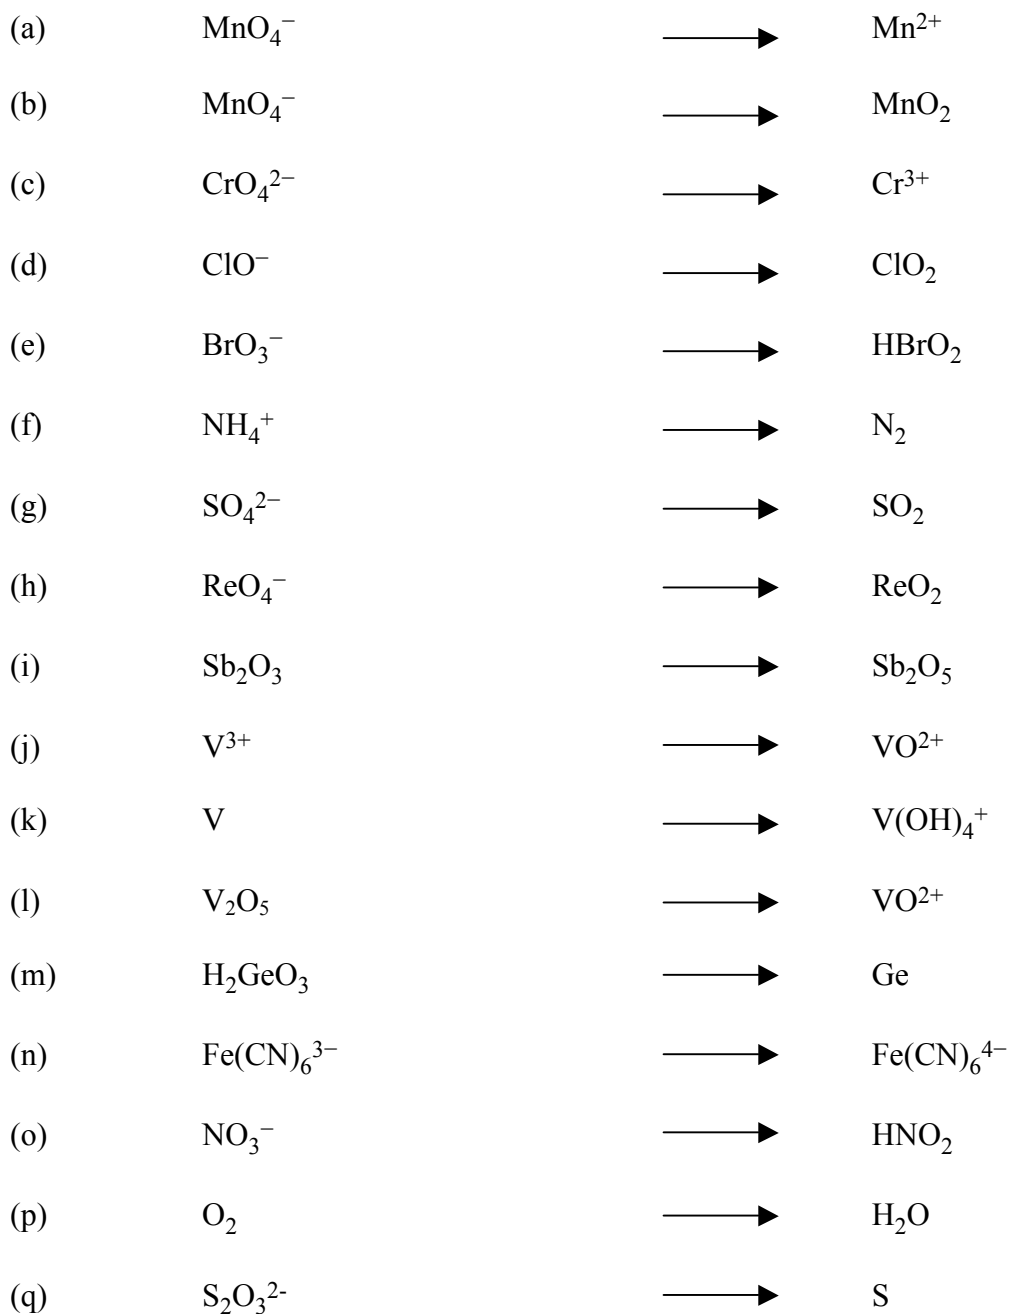 (a) MnO₄⁻ ⟶ Mn²⁺
(b) MnO₄⁻ ⟶ MnO₂
(c) CrO₄²⁻ ⟶ Cr³⁺
(d) ClO⁻ ⟶ ClO₂
(e) BrO₃⁻ ⟶ HBrO₂
(f) NH₄⁺ ⟶ N₂
(g) SO₄²⁻ ⟶ SO₂
(h) ReO₄⁻ ⟶ ReO₂
(i) Sb₂O₃ ⟶ Sb₂O₅
(j) V³⁺ ⟶ VO²⁺
(k) V ⟶ V(OH)₄⁺
(l) V₂O₅ ⟶ VO²⁺
(m) H₂GeO₃ ⟶ Ge
(n) Fe(CN)₆³⁻ ⟶ Fe(CN)₆⁴⁻
(o) NO₃⁻ ⟶ HNO₂
(p) O₂ ⟶ H₂O
(q) S₂O₃²⁻ ⟶ S